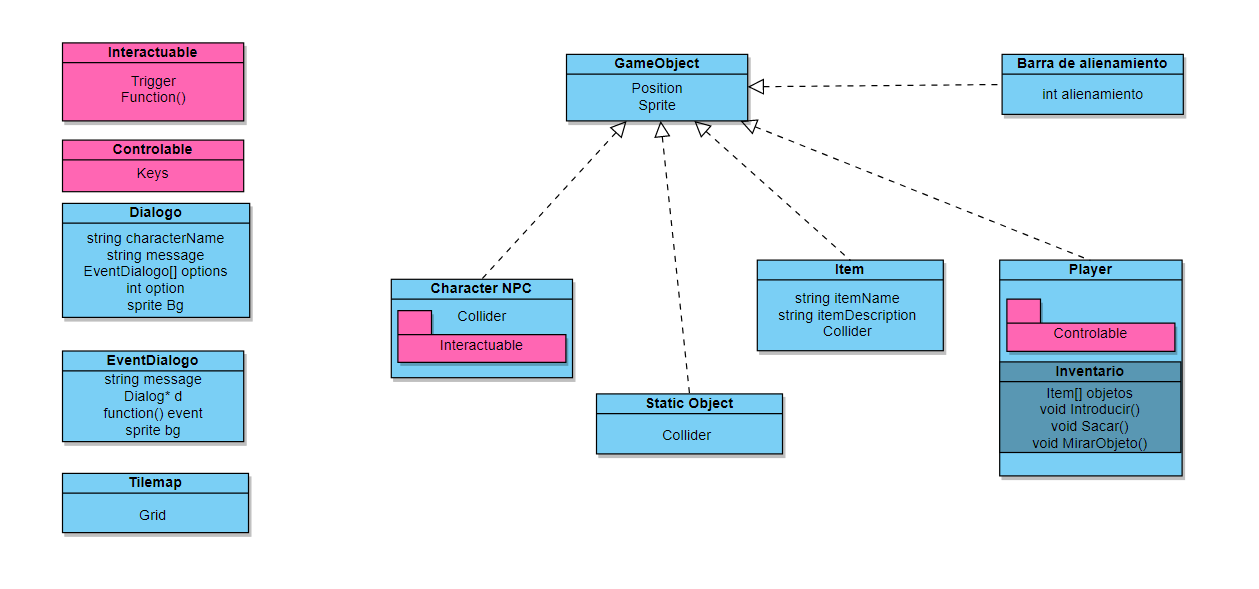 Interactuable
Trigger
Function()
Controlable
Keys
Dialogo
string characterName
string message
EventDialogo[] options
int option
sprite Bg
EventDialogo
string message
Dialog* d
function() event
sprite bg
Tilemap
Grid
GameObject
Position
Sprite
Barra de alienamiento
int alienamiento
Character NPC
Collider
Interactuable
Static Object
Collider
Item
string itemName
string itemDescription
Collider
Player
Controlable
Inventario
Item[] objetos
void Introducir()
void Sacar()
void MirarObjeto()